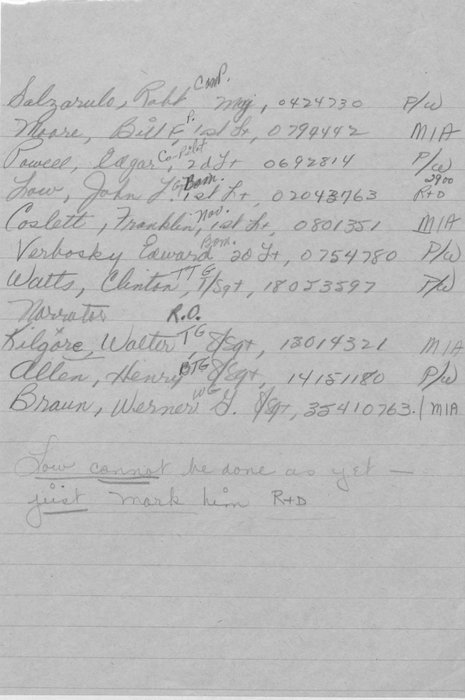 Salzarulo, Robt Com.P. Maj, 0424730 P/W
Moore, Bill F, P. 1st Lt, 0794442 MIA
Powell, Edgar Co-Pilot 2d Lt 0692814 P/W
Low, John L. G Bom. 1st Lt, 02043763 2900 R+D
Coslett, Franklin, Nav. 1st Lt, 0801351 MIA
Verbosky Edward Bom. 2d Lt, 0754780 P/W
Watts, Clinton, TTG T/Sgt, 18053597 P/W
Narrator R.O.
Kilgore, Walter TG, S/Sgt, 13014321 MIA
Allen, Henry BTG S/Sgt, 14151180 P/W
Braun, Werner WG G. S/Sgt, 35410763. MIA
Low cannot be done as yet —
just mark him R+D